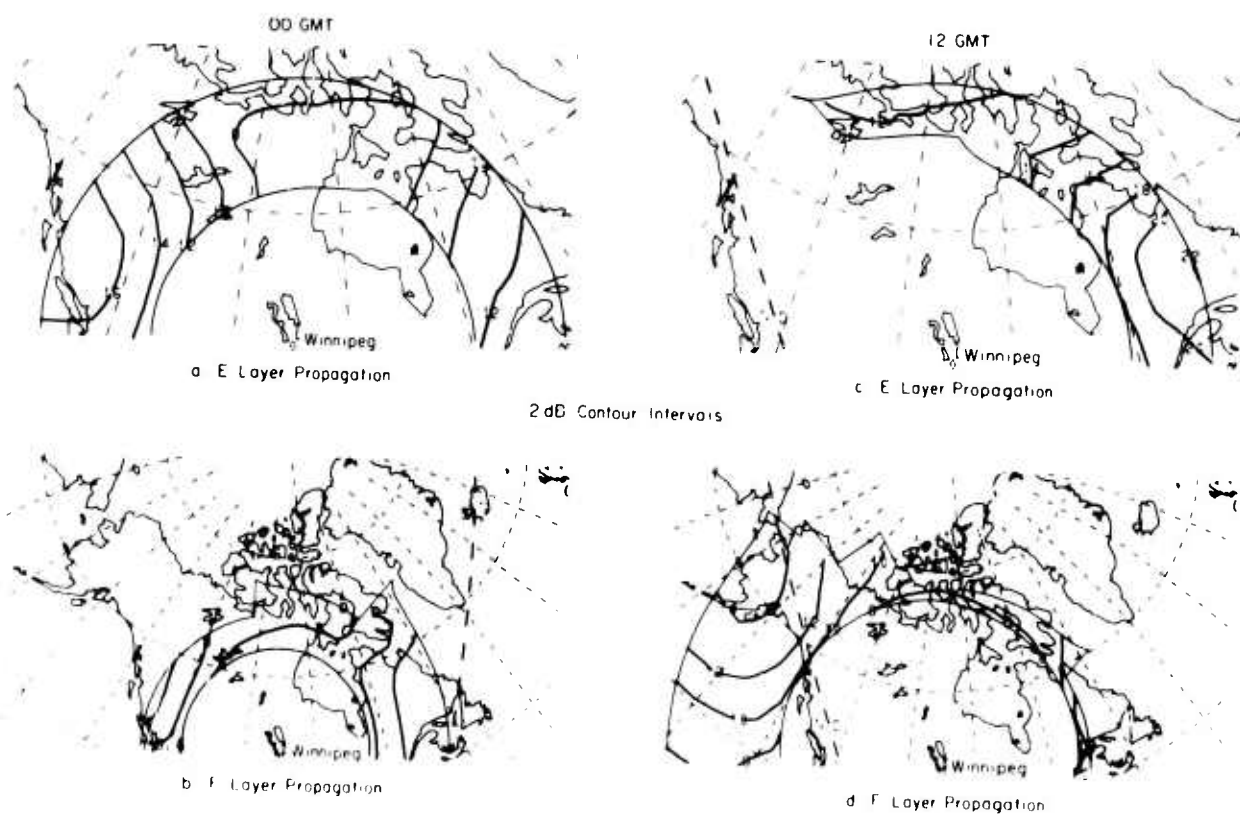 00 GMT
12 GMT
Winnipeg
a E Layer Propagation
Winnipeg
c E Layer Propagation
2 dB Contour Intervals
Winnipeg
b F Layer Propagation
Winnipeg
d F Layer Propagation